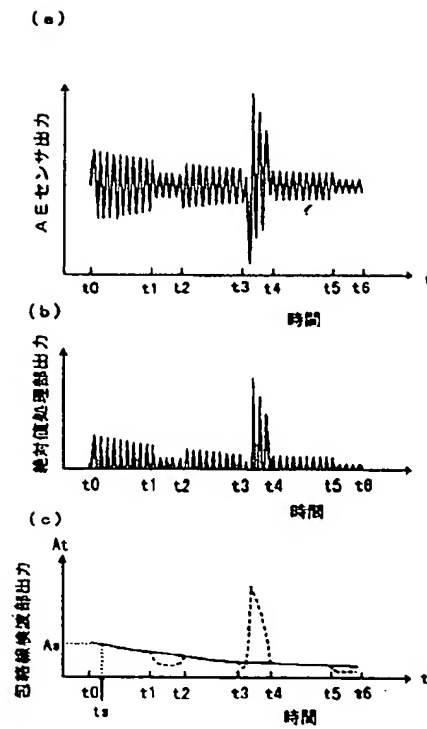 (a)
AEセンサ出力
t0 t1 t2 t3 t4 t5 t6 t
時間
(b)
絶対値処理部出力
t0 t1 t2 t3 t4 t5 t6 t
時間
(c)
At
包絡線検波部出力
As
t0 t1 t2 t3 t4 t5 t6 t
ts
時間